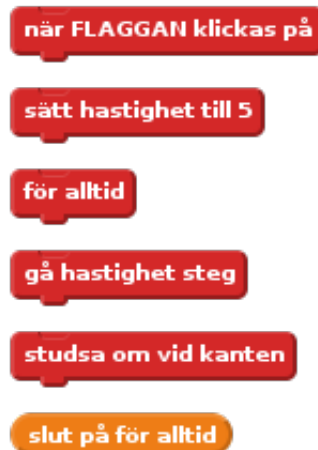 när FLAGGAN klickas på
sätt hastighet till 5
för alltid
gå hastighet steg
studsa om vid kanten
slut på för alltid